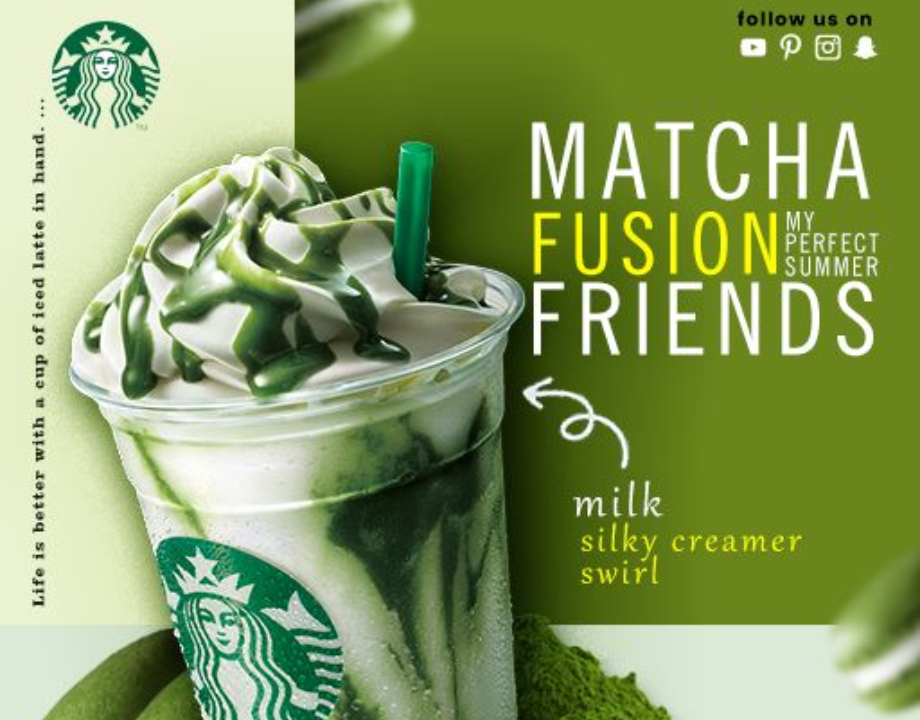 follow us on
MATCHA
FUSION
MY
PERFECT
SUMMER
FRIENDS
milk
silky creamer
swirl
Life is better with a cup of iced latte in hand. ...
TM